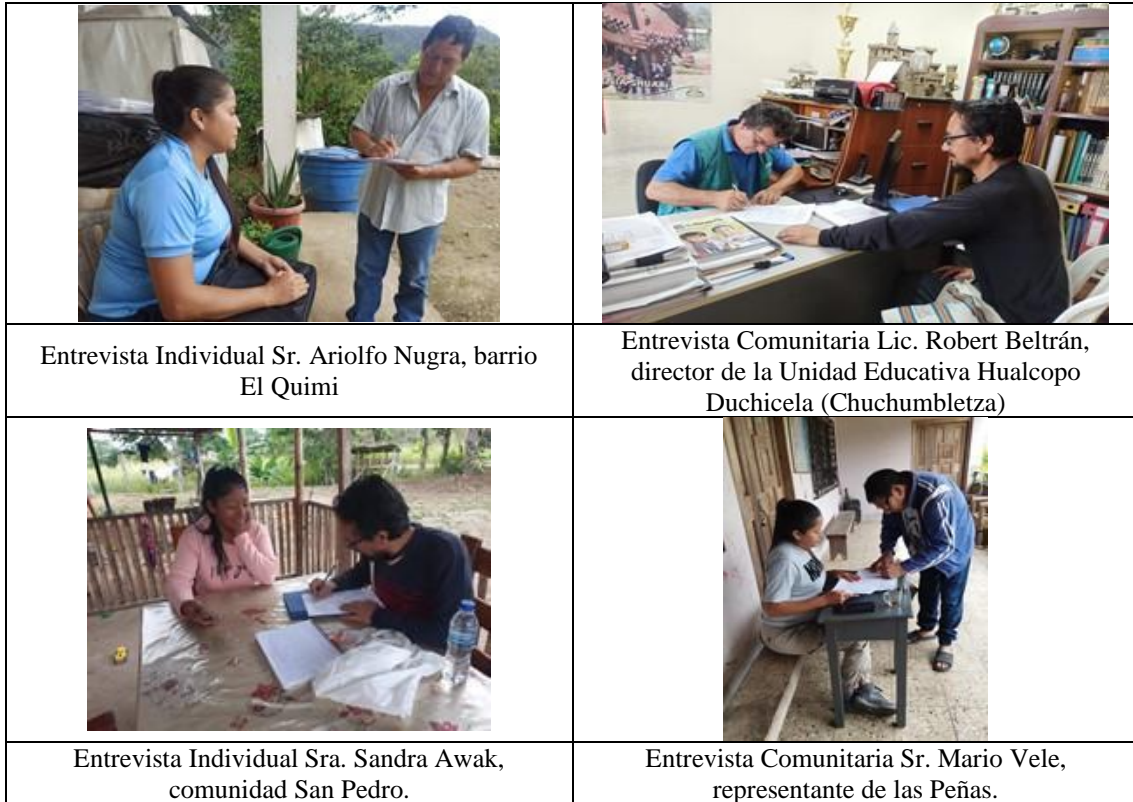 Entrevista Individual Sr. Ariolfo Nugra, barrio
El Quimi
Entrevista Comunitaria Lic. Robert Beltrán,
director de la Unidad Educativa Hualcopo
Duchicela (Chuchumbletza)
Entrevista Individual Sra. Sandra Awak,
comunidad San Pedro.
Entrevista Comunitaria Sr. Mario Vele,
representante de las Peñas.